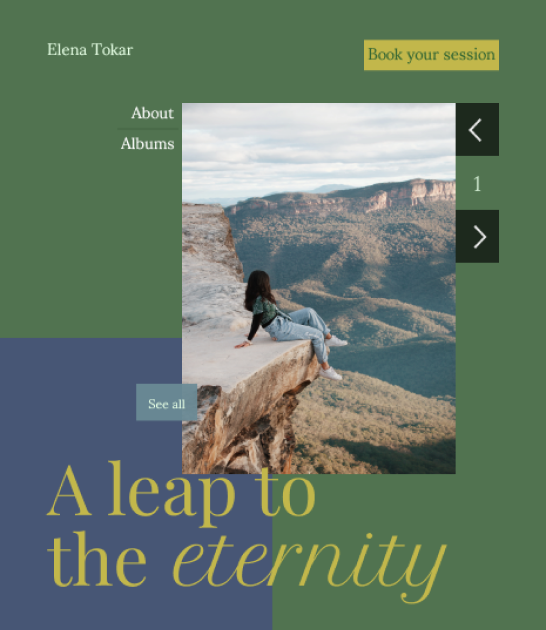 Elena Tokar
Book your session
About
Albums
1
See all
A leap to
the eternity